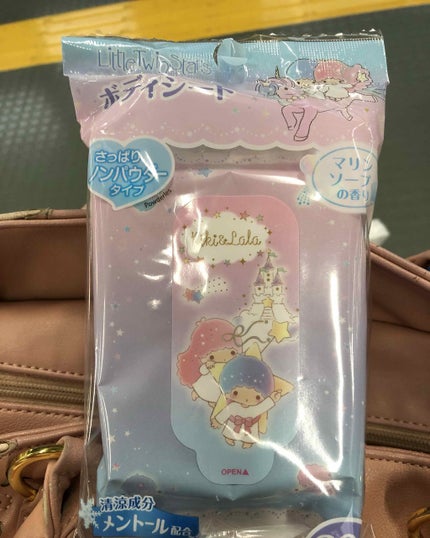 LittleTwinStars
ボディシート
さっぱり
ノンパウダー
タイプ
Powderless
マリン
ソープ
の香り
Kiki&Lala
OPEN▲
清涼成分
メントール配合